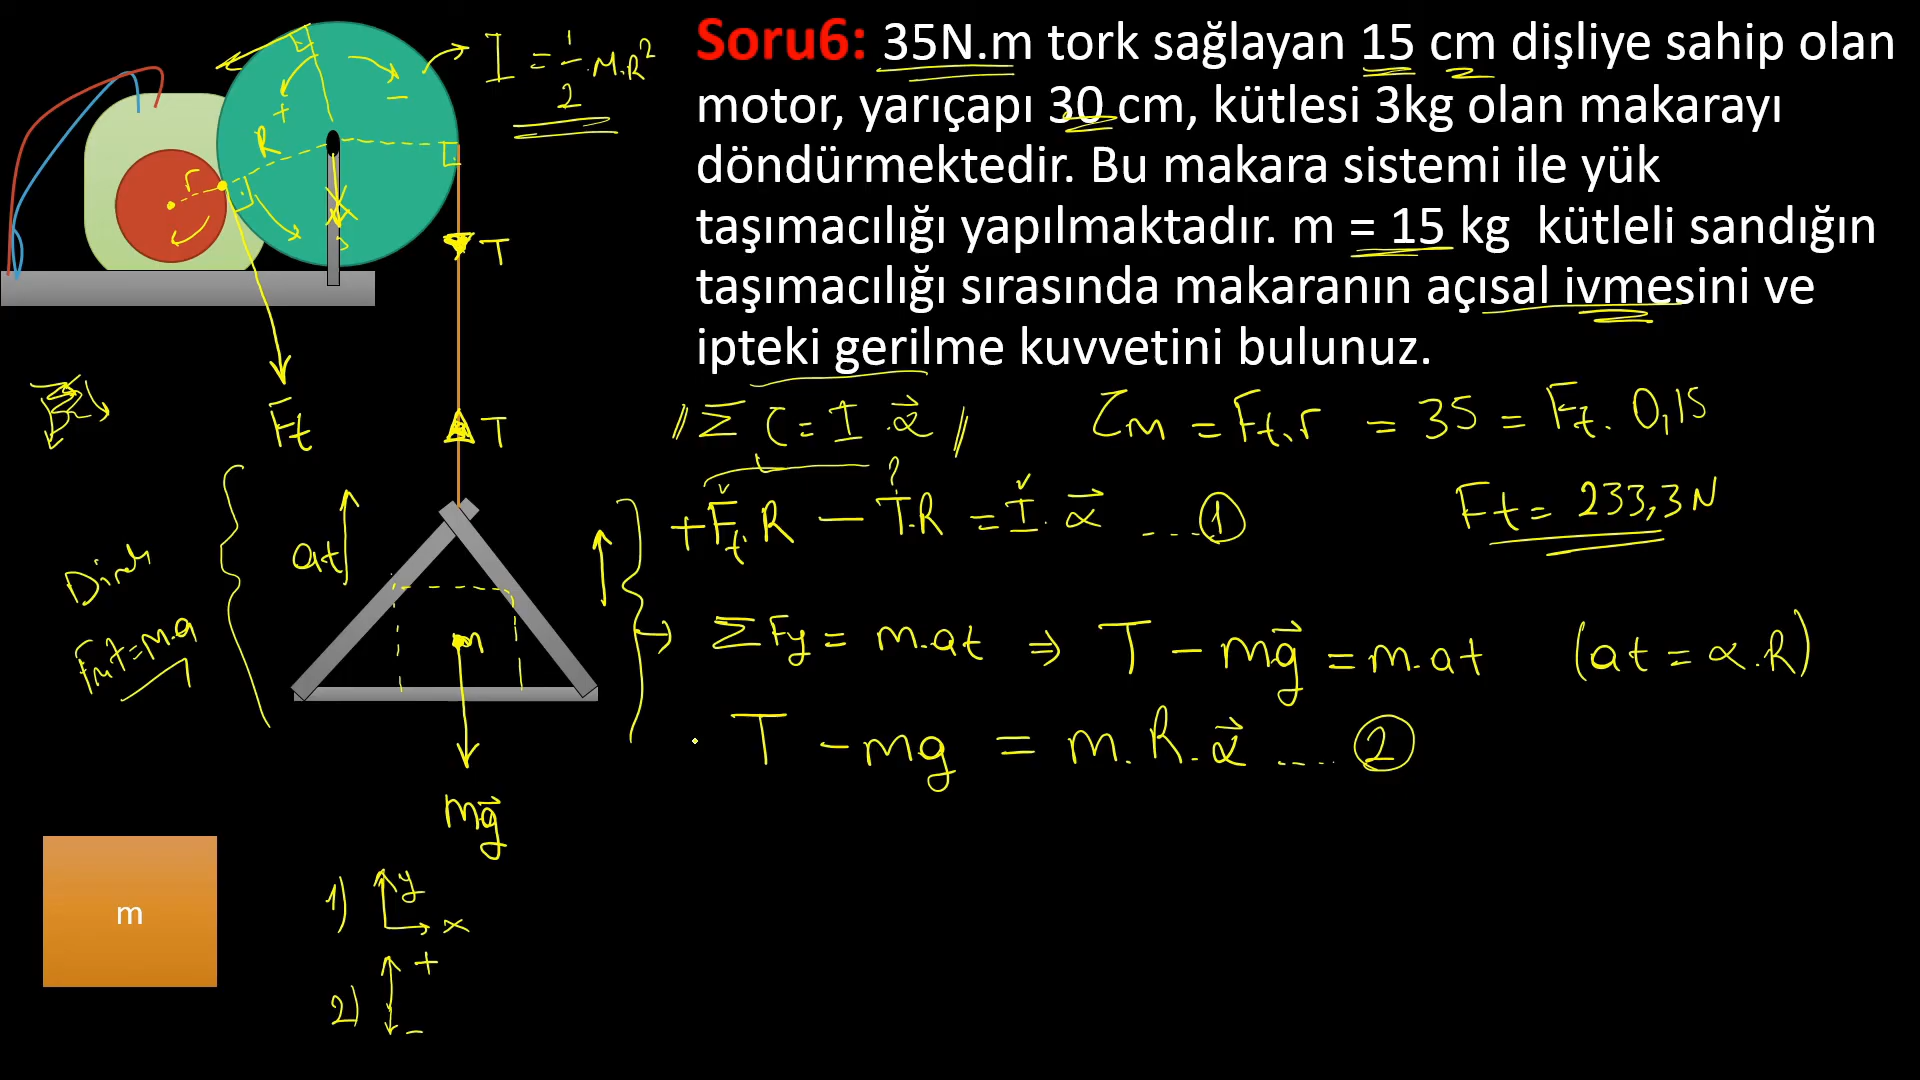 Soru6: 35N.m tork sağlayan 15 cm dişliye sahip olan
motor, yarıçapı 30 cm, kütlesi 3kg olan makarayı
döndürmektedir. Bu makara sistemi ile yük
taşımacılığı yapılmaktadır. m = 15 kg kütleli sandığın
taşımacılığı sırasında makaranın açısal ivmesini ve
ipteki gerilme kuvvetini bulunuz.
I = 1/2 .M.R²
+
-
R
r
T
T
Ft
at
Fnet=m.a
m
mg
m
1) y
x
2) +
-
Στ = I.α
τm = Ft.r = 35 = Ft. 0,15
Ft = 233,3N
?
+Ft.R - T.R = I.α ....①
ΣFy = m.at ⇒ T - mg = m.at (at = α.R)
T - mg = m.R.α ..... ②